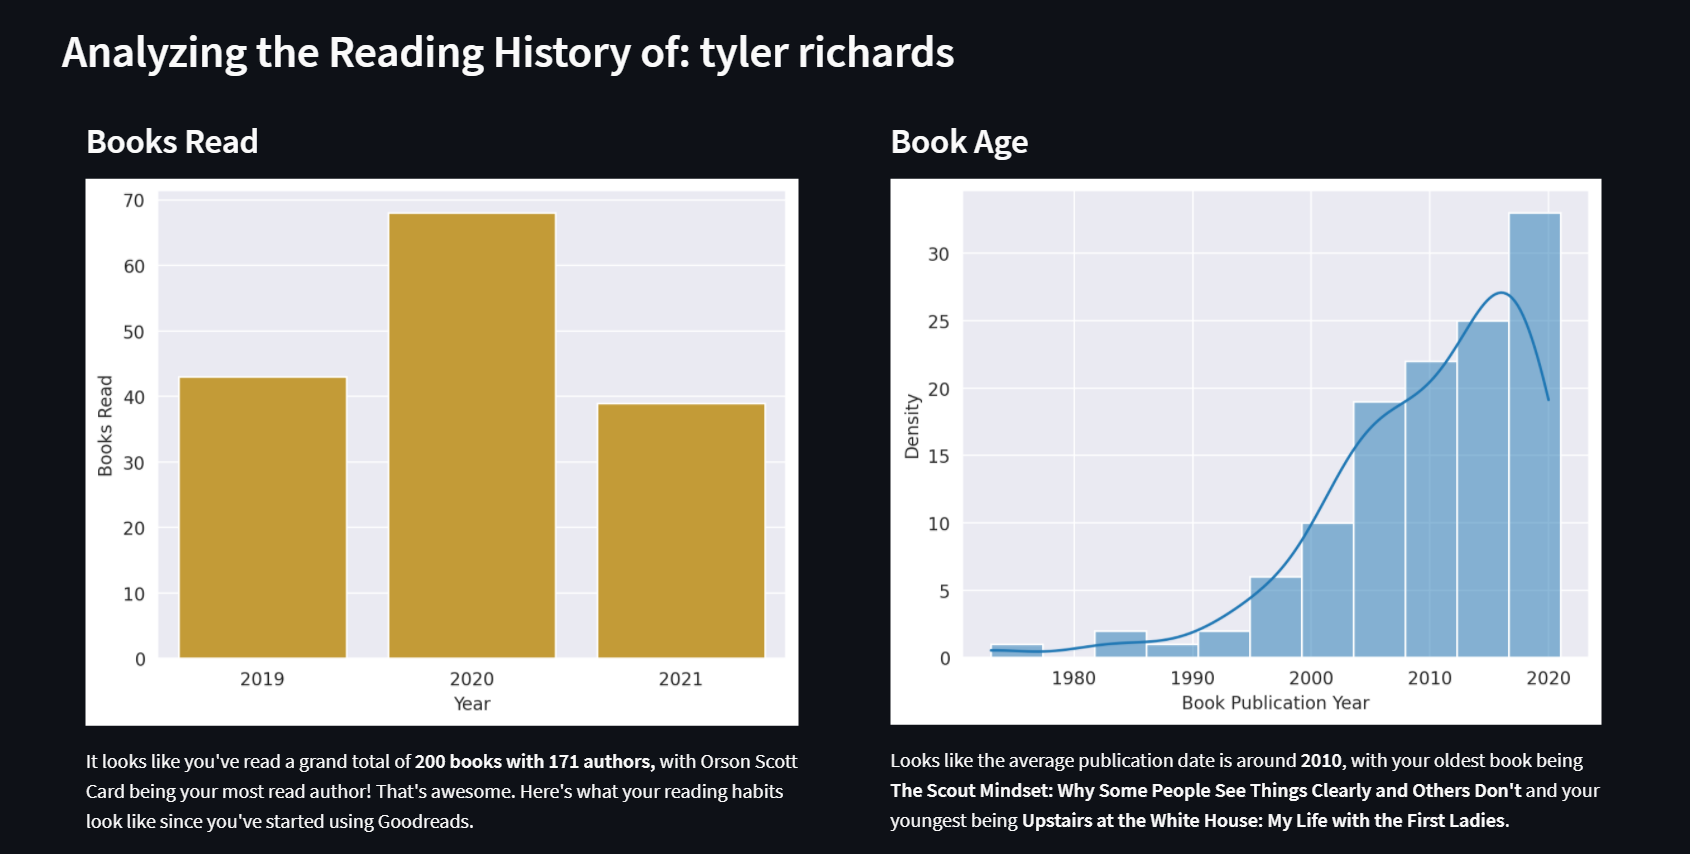 Analyzing the Reading History of: tyler richards
Books Read
70
60
50
40
30
20
10
0
Books Read
2019
2020
2021
Year
It looks like you've read a grand total of 200 books with 171 authors, with Orson Scott
Card being your most read author! That's awesome. Here's what your reading habits
look like since you've started using Goodreads.
Book Age
30
25
20
15
10
5
0
Density
1980
1990
2000
2010
2020
Book Publication Year
Looks like the average publication date is around 2010, with your oldest book being
The Scout Mindset: Why Some People See Things Clearly and Others Don't and your
youngest being Upstairs at the White House: My Life with the First Ladies.